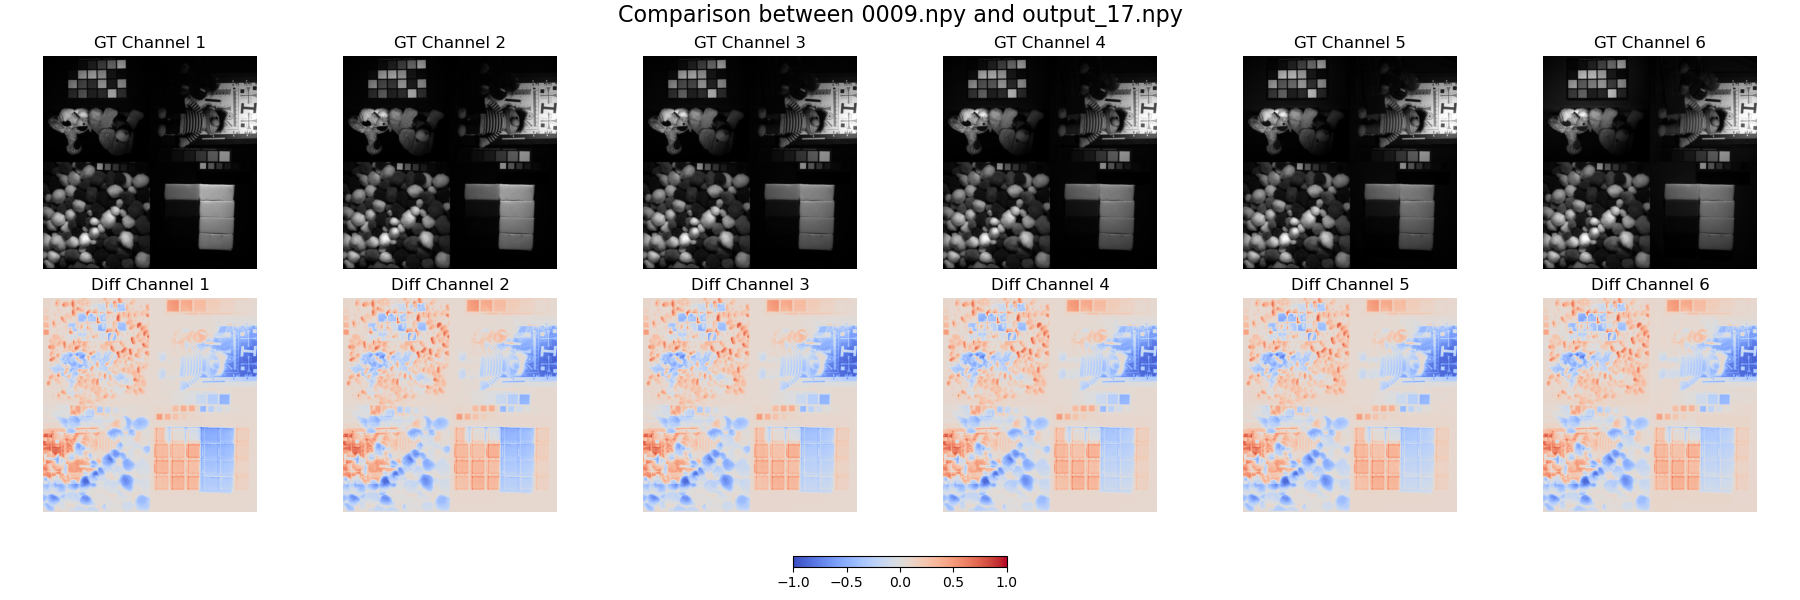 Comparison between 0009.npy and output_17.npy
GT Channel 1
GT Channel 2
GT Channel 3
GT Channel 4
GT Channel 5
GT Channel 6
Diff Channel 1
Diff Channel 2
Diff Channel 3
Diff Channel 4
Diff Channel 5
Diff Channel 6
−1.0 −0.5 0.0 0.5 1.0